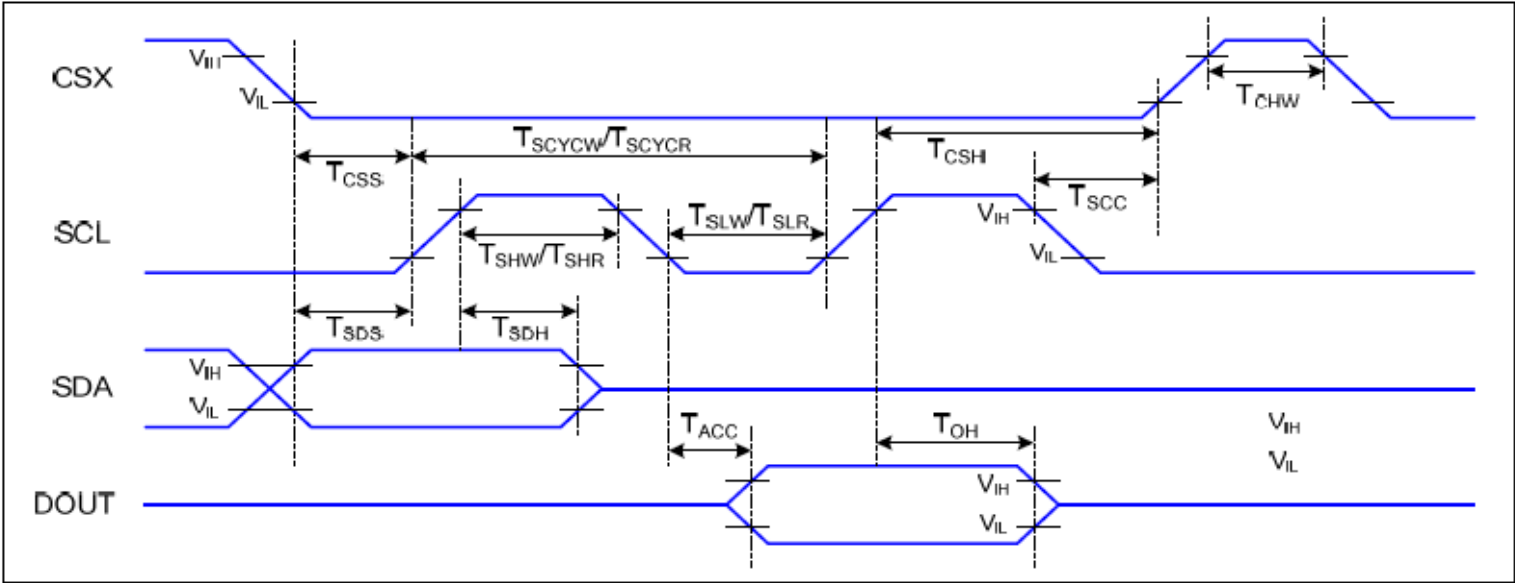 CSX
VIH
VIL
TCHW
TSCYCW/TSCYCR
TCSH
TCSS
TSCC
SCL
TSLW/TSLR
VIH
TSHW/TSHR
VIL
TSDS
TSDH
SDA
VIH
VIL
TACC
TOH
VIH
VIL
DOUT
VIH
VIL